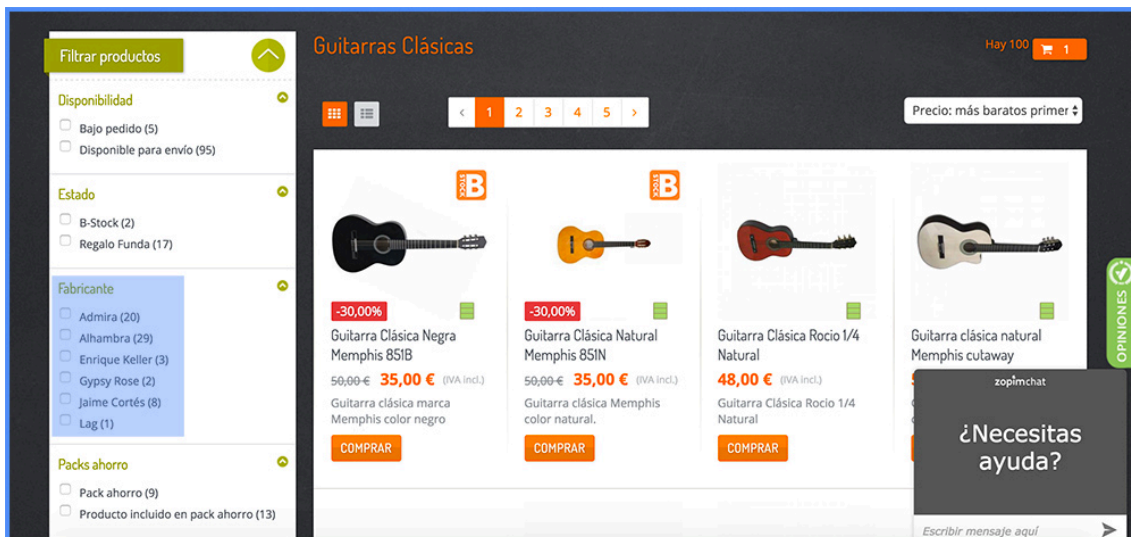 Filtrar productos
Disponibilidad
Bajo pedido (5)
Disponible para envío (95)
Estado
B-Stock (2)
Regalo Funda (17)
Fabricante
Admira (20)
Alhambra (29)
Enrique Keller (3)
Gypsy Rose (2)
Jaime Cortés (8)
Lag (1)
Packs ahorro
Pack ahorro (9)
Producto incluido en pack ahorro (13)
Guitarras Clásicas
Hay 100
1
< 1 2 3 4 5 >
Precio: más baratos primer
B STOCK
-30,00%
Guitarra Clásica Negra
Memphis 851B
50,00 € 35,00 € (IVA incl.)
Guitarra clásica marca
Memphis color negro
COMPRAR
B STOCK
-30,00%
Guitarra Clásica Natural
Memphis 851N
50,00 € 35,00 € (IVA incl.)
Guitarra clásica Memphis
color natural.
COMPRAR
Guitarra Clásica Rocio 1/4
Natural
48,00 € (IVA incl.)
Guitarra Clásica Rocio 1/4
Natural
COMPRAR
Guitarra clásica natural
Memphis cutaway
OPINIONES
zopim chat
¿Necesitas
ayuda?
Escribir mensaje aquí